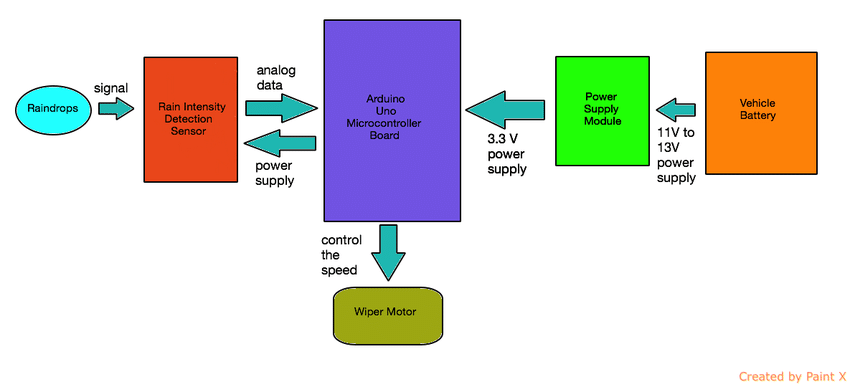 Raindrops
signal
Rain Intensity
Detection
Sensor
analog
data
power
supply
Arduino
Uno
Microcontroller
Board
control
the
speed
Wiper Motor
3.3 V
power
supply
Power
Supply
Module
11V to
13V
power
supply
Vehicle
Battery
Created by Paint X